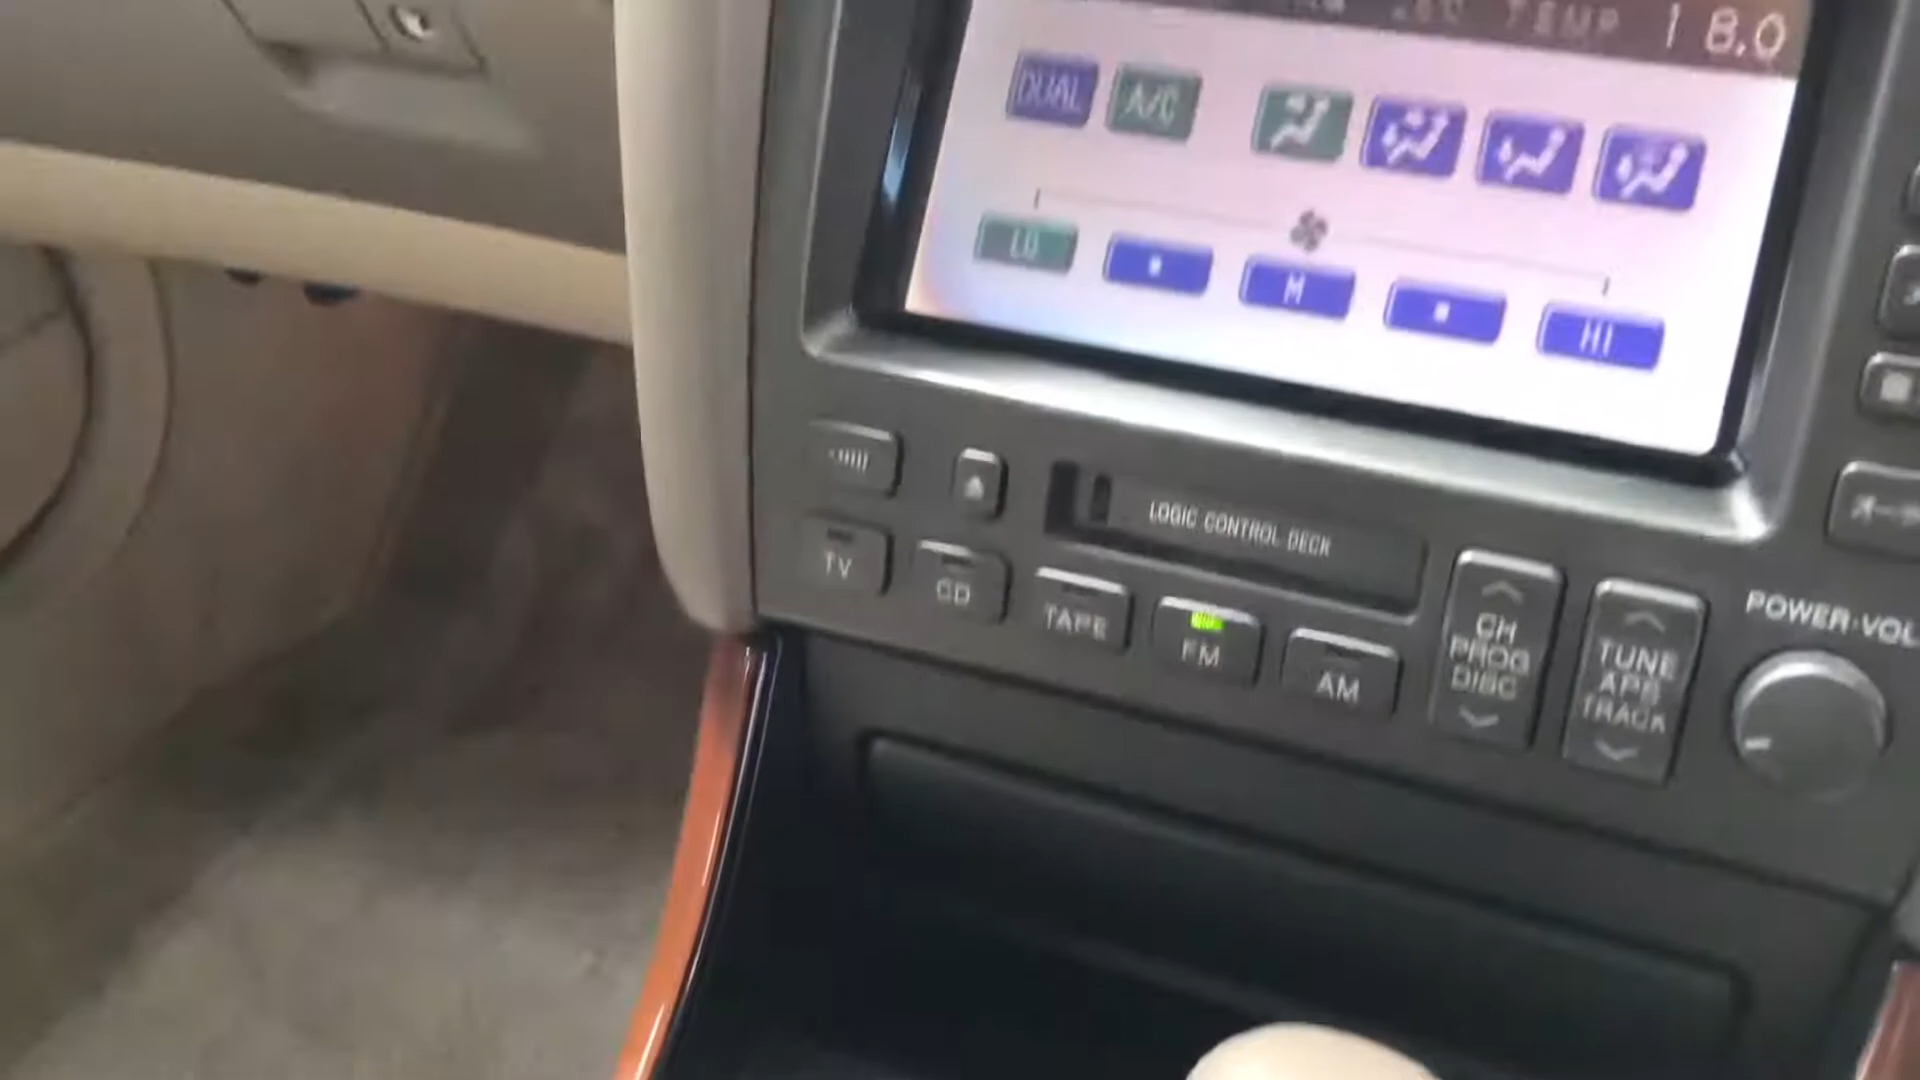 TEMP 18.0
DUAL A/C
LO M HI
LOGIC CONTROL DECK
TV CD TAPE FM AM
CH
PROG
DISC
TUNE
APS
TRACK
POWER·VOL